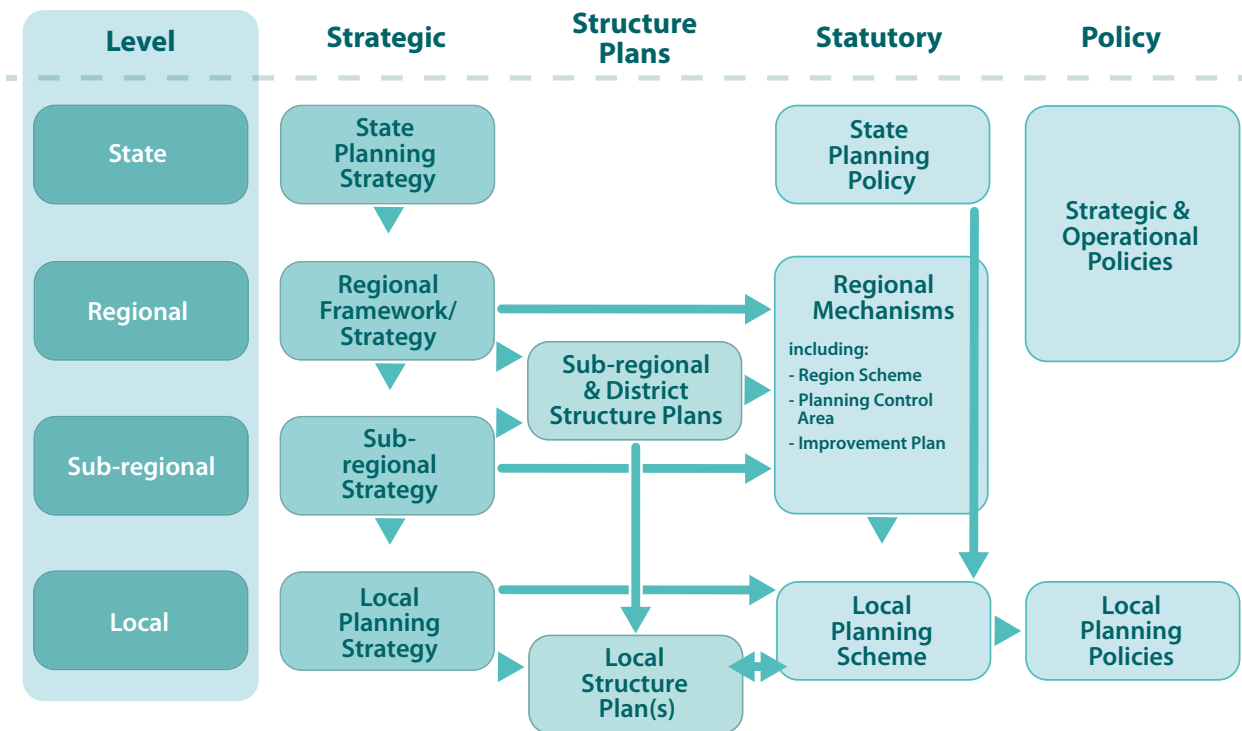 Level
Strategic
Structure
Plans
Statutory
Policy
State
State
Planning
Strategy
State
Planning
Policy
Strategic &
Operational
Policies
Regional
Regional
Framework/
Strategy
Regional
Mechanisms
including:
- Region Scheme
- Planning Control
Area
- Improvement Plan
Sub-regional
& District
Structure Plans
Sub-regional
Sub-
regional
Strategy
Local
Local
Planning
Strategy
Local
Structure
Plan(s)
Local
Planning
Scheme
Local
Planning
Policies